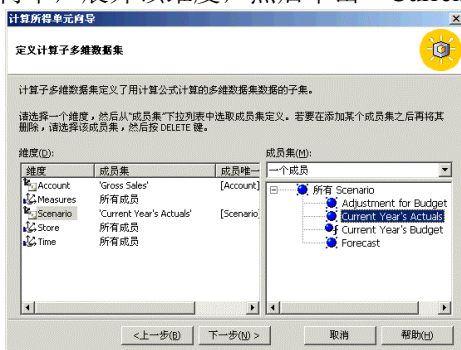 计算所得单元向导
定义计算子多维数据集
计算子多维数据集定义了用计算公式计算的多维数据集数据的子集。
请选择一个维度，然后从"成员集"下拉列表中选取成员集定义。若要在添加某个成员集之后再将其
删除，请选择该成员集，然后按 DELETE 键。
维度(D):
成员集(M):
维度 成员集 成员唯一
一个成员
Account 'Gross Sales' [Account]
Measures 所有成员
Scenario 'Current Year's Actuals' [Scenario]
Store 所有成员
Time 所有成员
所有 Scenario
Adjustment for Budget
Current Year's Actuals
Current Year's Budget
Forecast
<上一步(B) 下一步(N) > 取消 帮助(H)